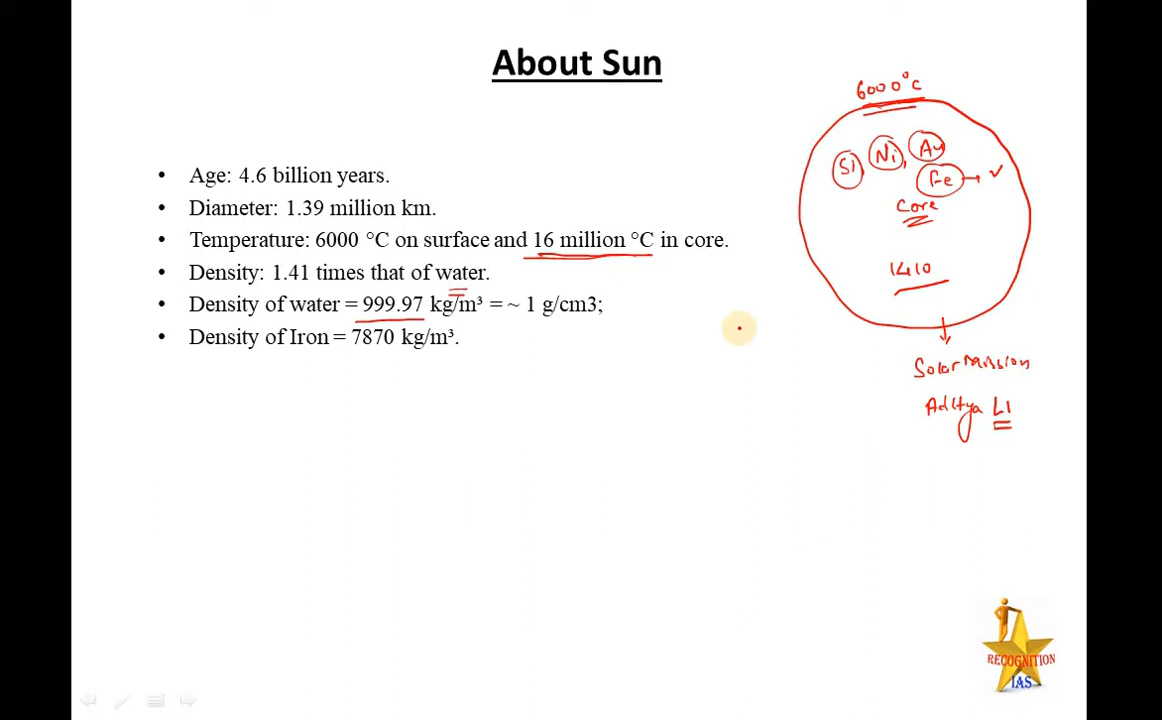 About Sun
• Age: 4.6 billion years.
• Diameter: 1.39 million km.
• Temperature: 6000 °C on surface and 16 million °C in core.
• Density: 1.41 times that of water.
• Density of water = 999.97 kg/m³ = ~ 1 g/cm3;
• Density of Iron = 7870 kg/m³.
6000°C
Si, Ni, Au
Fe → ✓
Core
1410
Solar Mission
Aditya L1
RECOGNITION
IAS